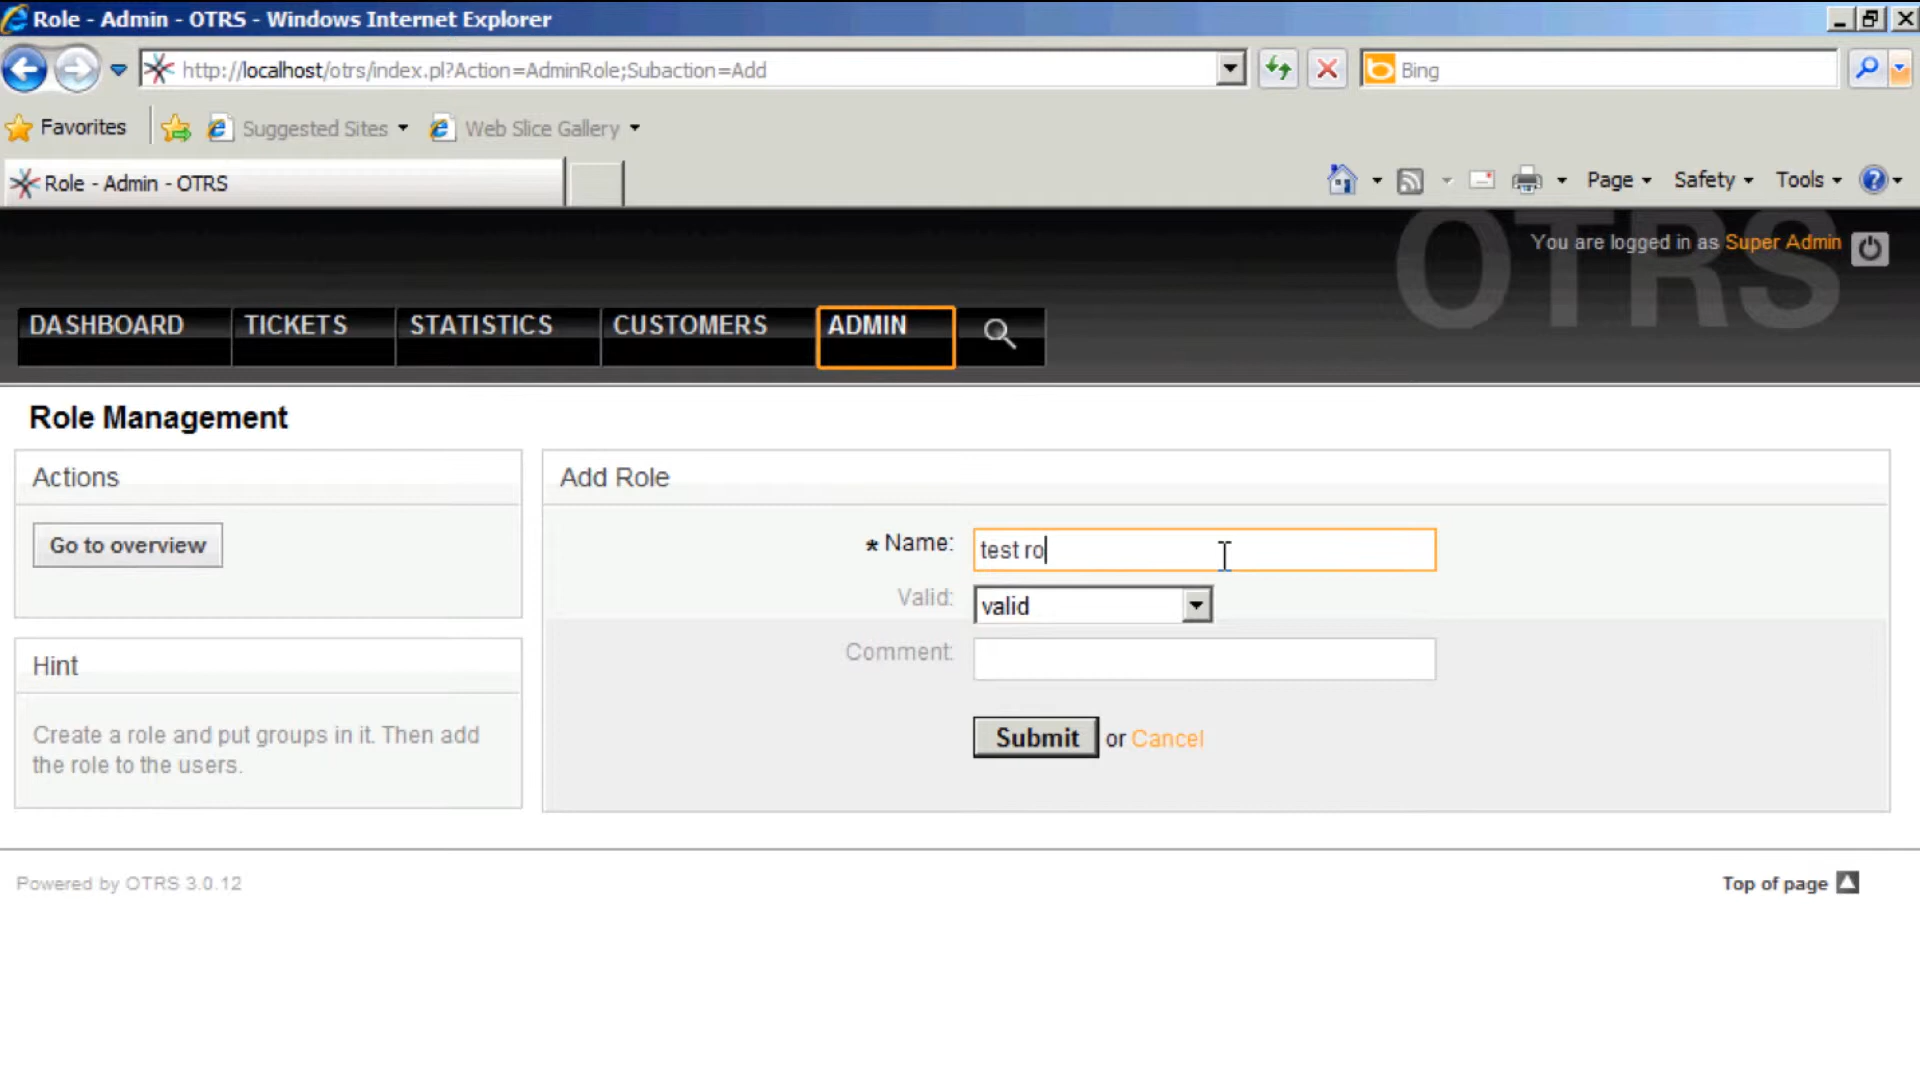 Role - Admin - OTRS - Windows Internet Explorer
http://localhost/otrs/index.pl?Action=AdminRole;Subaction=Add
Bing
Favorites
Suggested Sites
Web Slice Gallery
Role - Admin - OTRS
Page
Safety
Tools
OTRS
You are logged in as Super Admin
DASHBOARD
TICKETS
STATISTICS
CUSTOMERS
ADMIN
Role Management
Actions
Go to overview
Hint
Create a role and put groups in it. Then add
the role to the users.
Add Role
* Name:
test ro
Valid:
valid
Comment:
Submit or Cancel
Powered by OTRS 3.0.12
Top of page